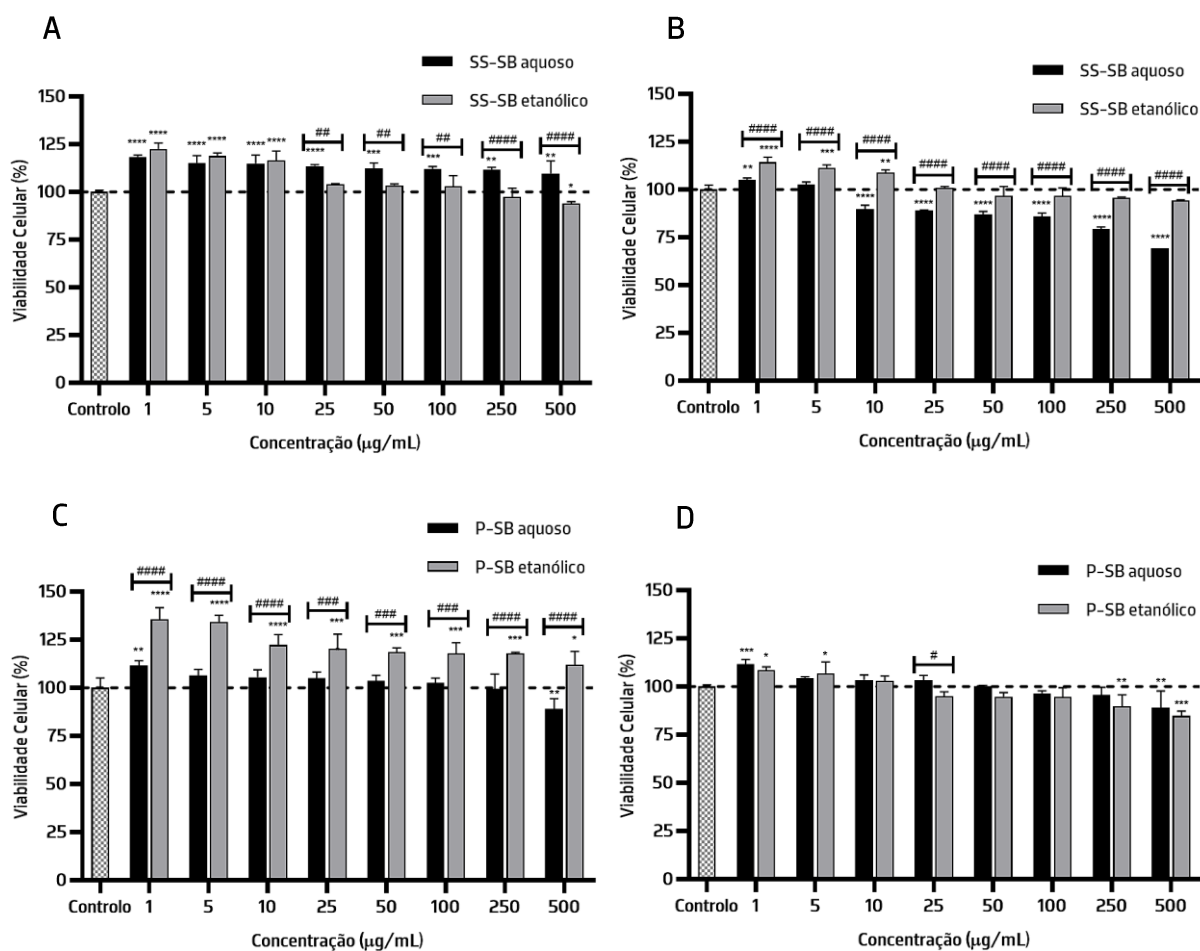 A
SS-SB aquoso
SS-SB etanólico
Viabilidade Celular (%)
150
125
100
75
50
25
0
**** **** **** **** **** **** **** *** *** ** ** *
## ## ## #### ####
Controlo 1 5 10 25 50 100 250 500
Concentração (µg/mL)
B
SS-SB aquoso
SS-SB etanólico
Viabilidade Celular (%)
150
125
100
75
50
25
0
#### #### #### #### #### #### #### ####
** **** *** **** ** **** **** **** **** ****
Controlo 1 5 10 25 50 100 250 500
Concentração (µg/mL)
C
P-SB aquoso
P-SB etanólico
Viabilidade Celular (%)
150
125
100
75
50
25
0
#### #### #### ### ### ### #### ####
** **** **** **** *** *** *** *** ** *
Controlo 1 5 10 25 50 100 250 500
Concentração (µg/mL)
D
P-SB aquoso
P-SB etanólico
Viabilidade Celular (%)
150
125
100
75
50
25
0
#
*** * * ** ** ***
Controlo 1 5 10 25 50 100 250 500
Concentração (µg/mL)